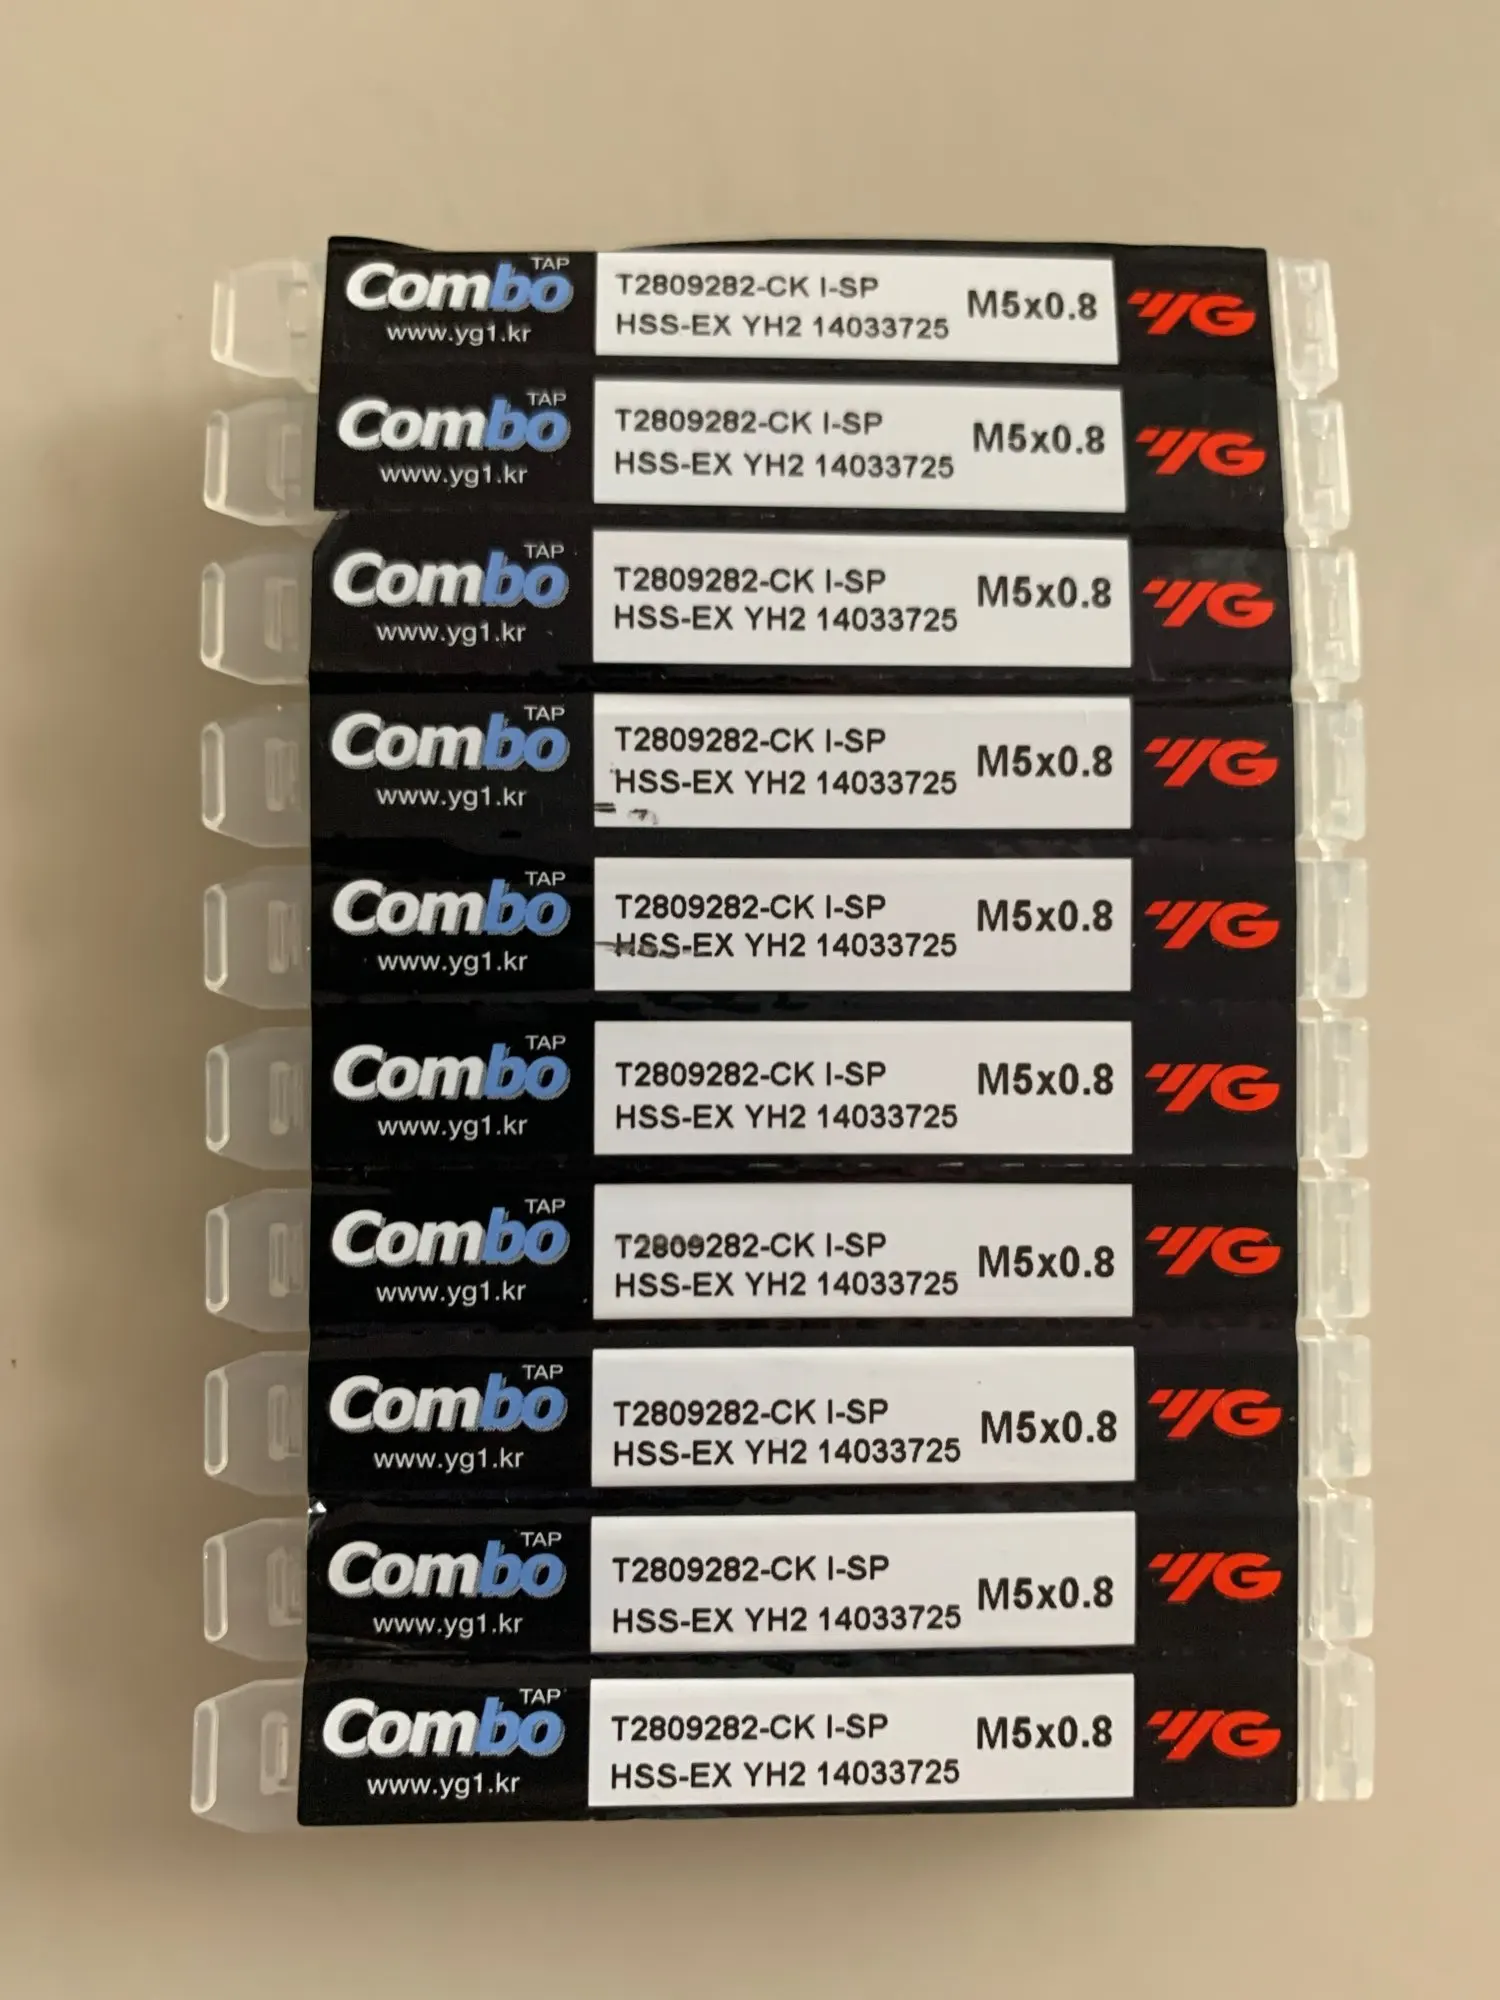 Combo TAP
www.yg1.kr
T2809282-CK I-SP
HSS-EX YH2 14033725
M5x0.8
YG
Combo TAP
www.yg1.kr
T2809282-CK I-SP
HSS-EX YH2 14033725
M5x0.8
YG
Combo TAP
www.yg1.kr
T2809282-CK I-SP
HSS-EX YH2 14033725
M5x0.8
YG
Combo TAP
www.yg1.kr
T2809282-CK I-SP
HSS-EX YH2 14033725
M5x0.8
YG
Combo TAP
www.yg1.kr
T2809282-CK I-SP
HSS-EX YH2 14033725
M5x0.8
YG
Combo TAP
www.yg1.kr
T2809282-CK I-SP
HSS-EX YH2 14033725
M5x0.8
YG
Combo TAP
www.yg1.kr
T2809282-CK I-SP
HSS-EX YH2 14033725
M5x0.8
YG
Combo TAP
www.yg1.kr
T2809282-CK I-SP
HSS-EX YH2 14033725
M5x0.8
YG
Combo TAP
www.yg1.kr
T2809282-CK I-SP
HSS-EX YH2 14033725
M5x0.8
YG
Combo TAP
www.yg1.kr
T2809282-CK I-SP
HSS-EX YH2 14033725
M5x0.8
YG